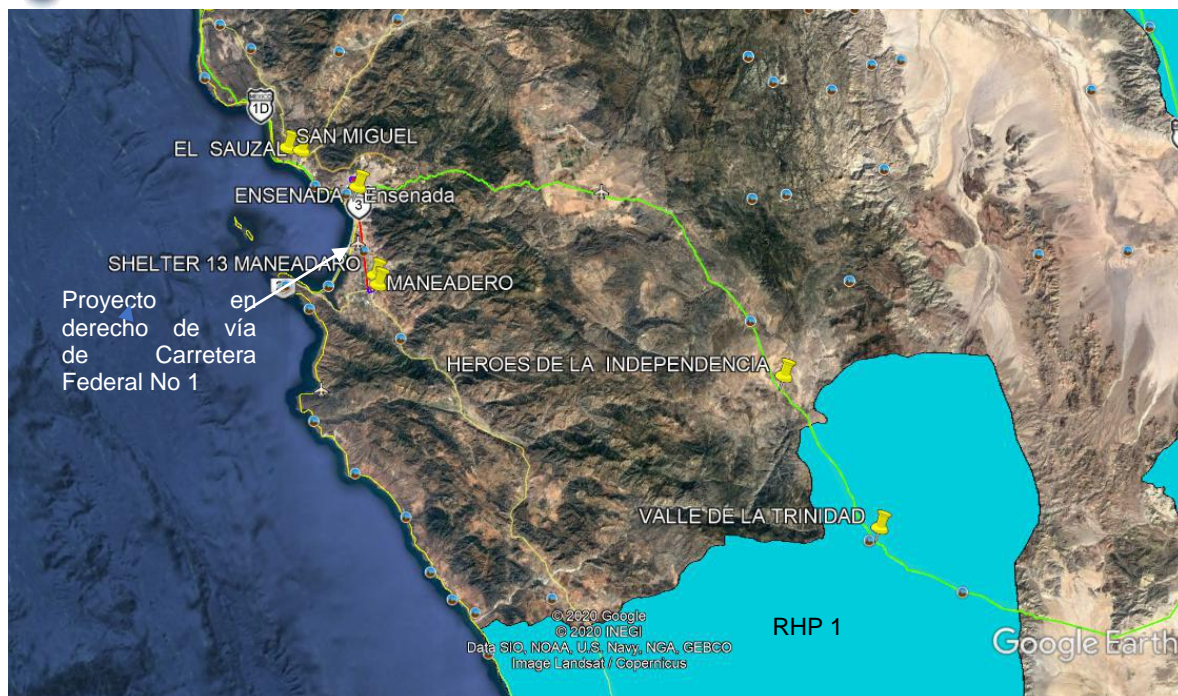 MEXICO
1D
SAN MIGUEL
EL SAUZAL
ENSENADA Ensenada
3
SHELTER 13 MANEADARO
MANEADERO
Proyecto en
derecho de vía
de Carretera
Federal No 1
HEROES DE LA INDEPENDENCIA
VALLE DE LA TRINIDAD
© 2020 Google
© 2020 INEGI
Data SIO, NOAA, U.S. Navy, NGA, GEBCO
Image Landsat / Copernicus
RHP 1
Google Earth